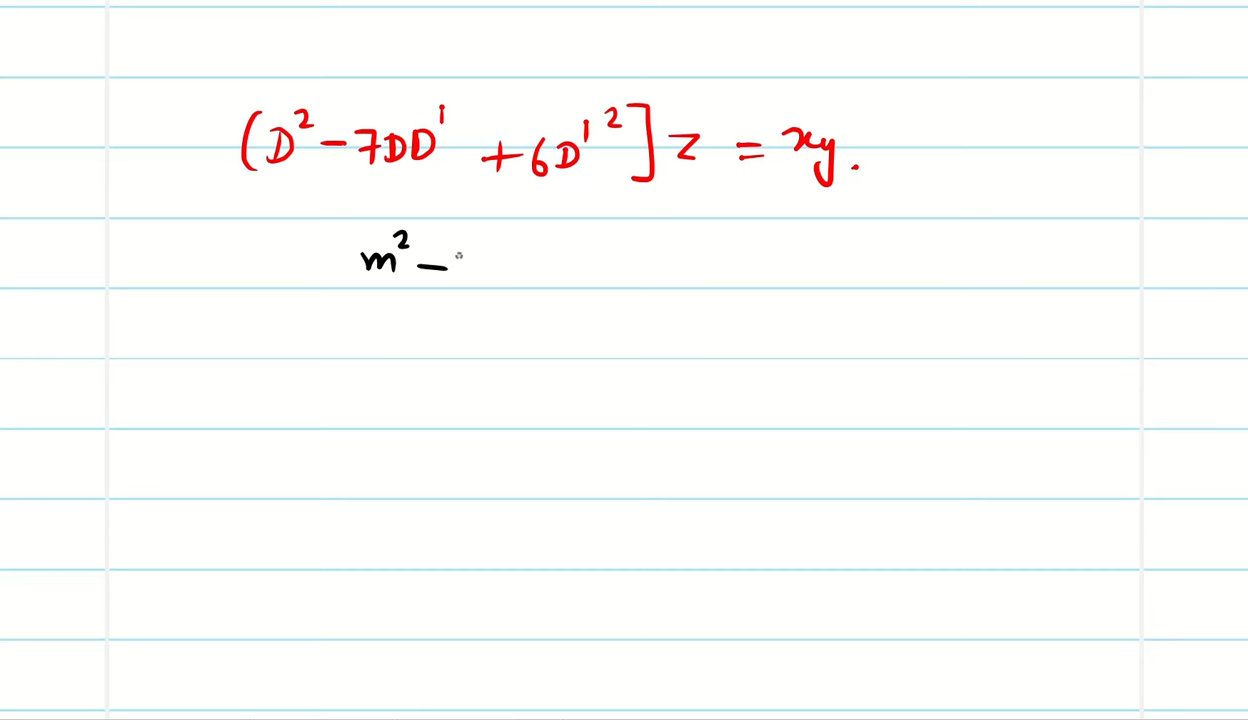 (D² - 7DD' + 6D'²] z = xy.
m² -